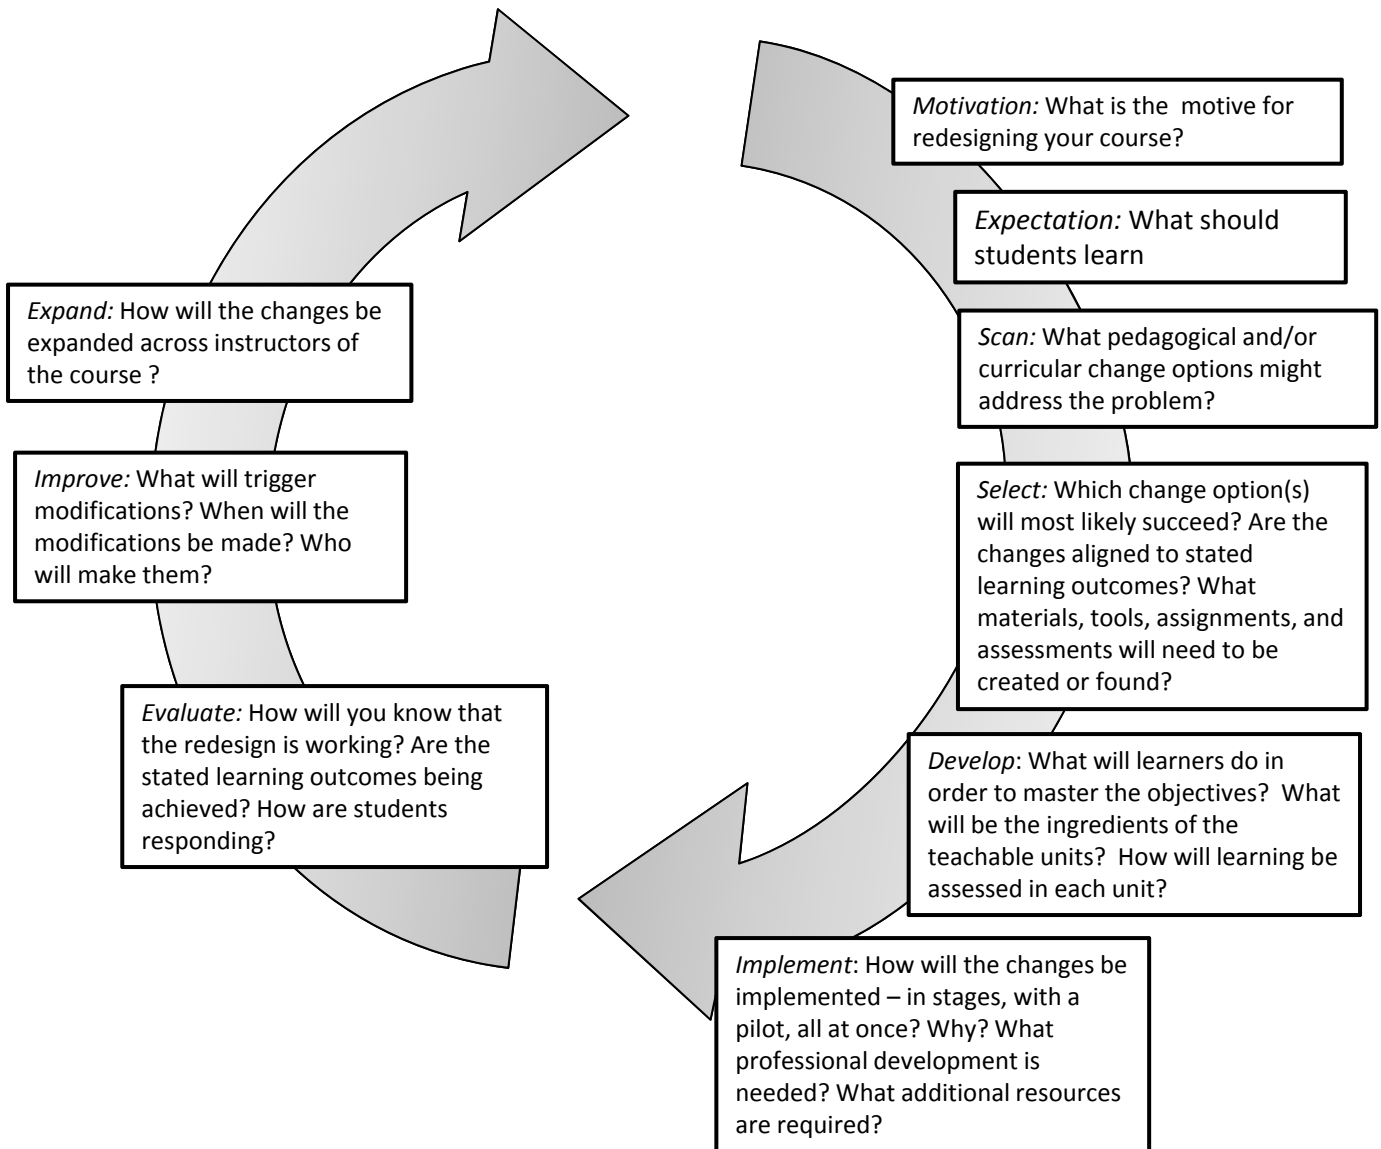 Motivation: What is the  motive for
redesigning your course?
Expectation: What should
students learn
Scan: What pedagogical and/or
curricular change options might
address the problem?
Select: Which change option(s)
will most likely succeed? Are the
changes aligned to stated
learning outcomes? What
materials, tools, assignments, and
assessments will need to be
created or found?
Develop: What will learners do in
order to master the objectives?  What
will be the ingredients of the
teachable units?  How will learning be
assessed in each unit?
Implement: How will the changes be
implemented – in stages, with a
pilot, all at once? Why? What
professional development is
needed? What additional resources
are required?
Evaluate: How will you know that
the redesign is working? Are the
stated learning outcomes being
achieved? How are students
responding?
Improve: What will trigger
modifications? When will the
modifications be made? Who
will make them?
Expand: How will the changes be
expanded across instructors of
the course ?